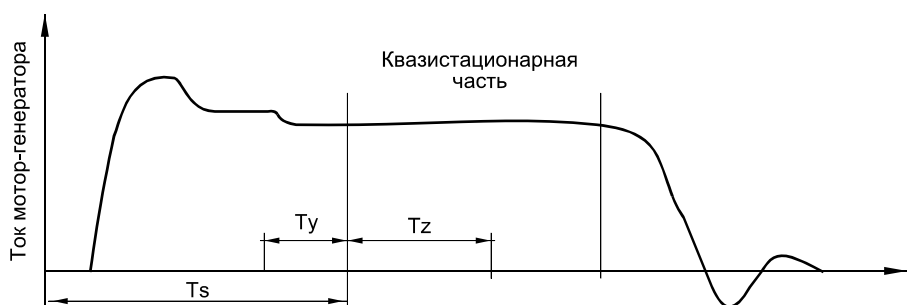 Ток мотор-генератора
Квазистационарная
часть
Ty
Tz
Ts